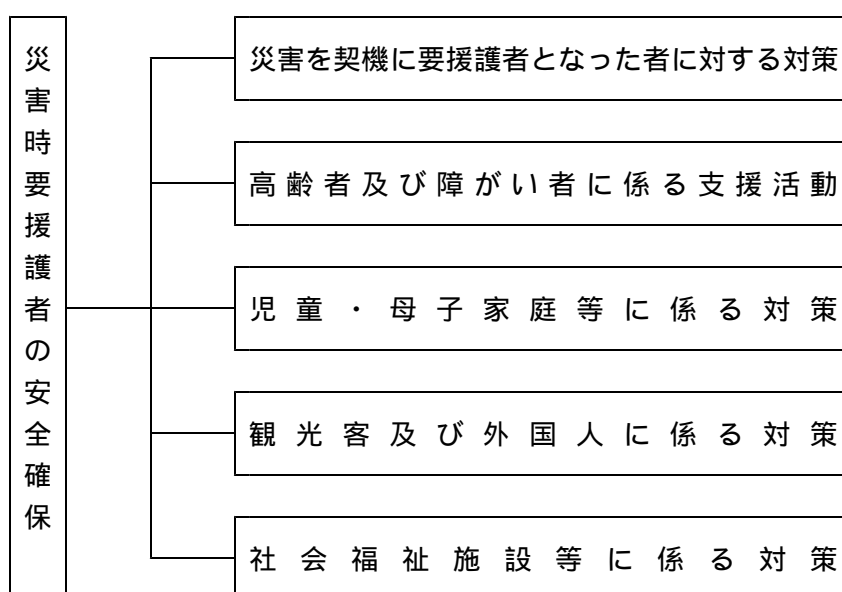 災害時要援護者の安全確保
災害を契機に要援護者となった者に対する対策
高齢者及び障がい者に係る支援活動
児童・母子家庭等に係る対策
観光客及び外国人に係る対策
社会福祉施設等に係る対策